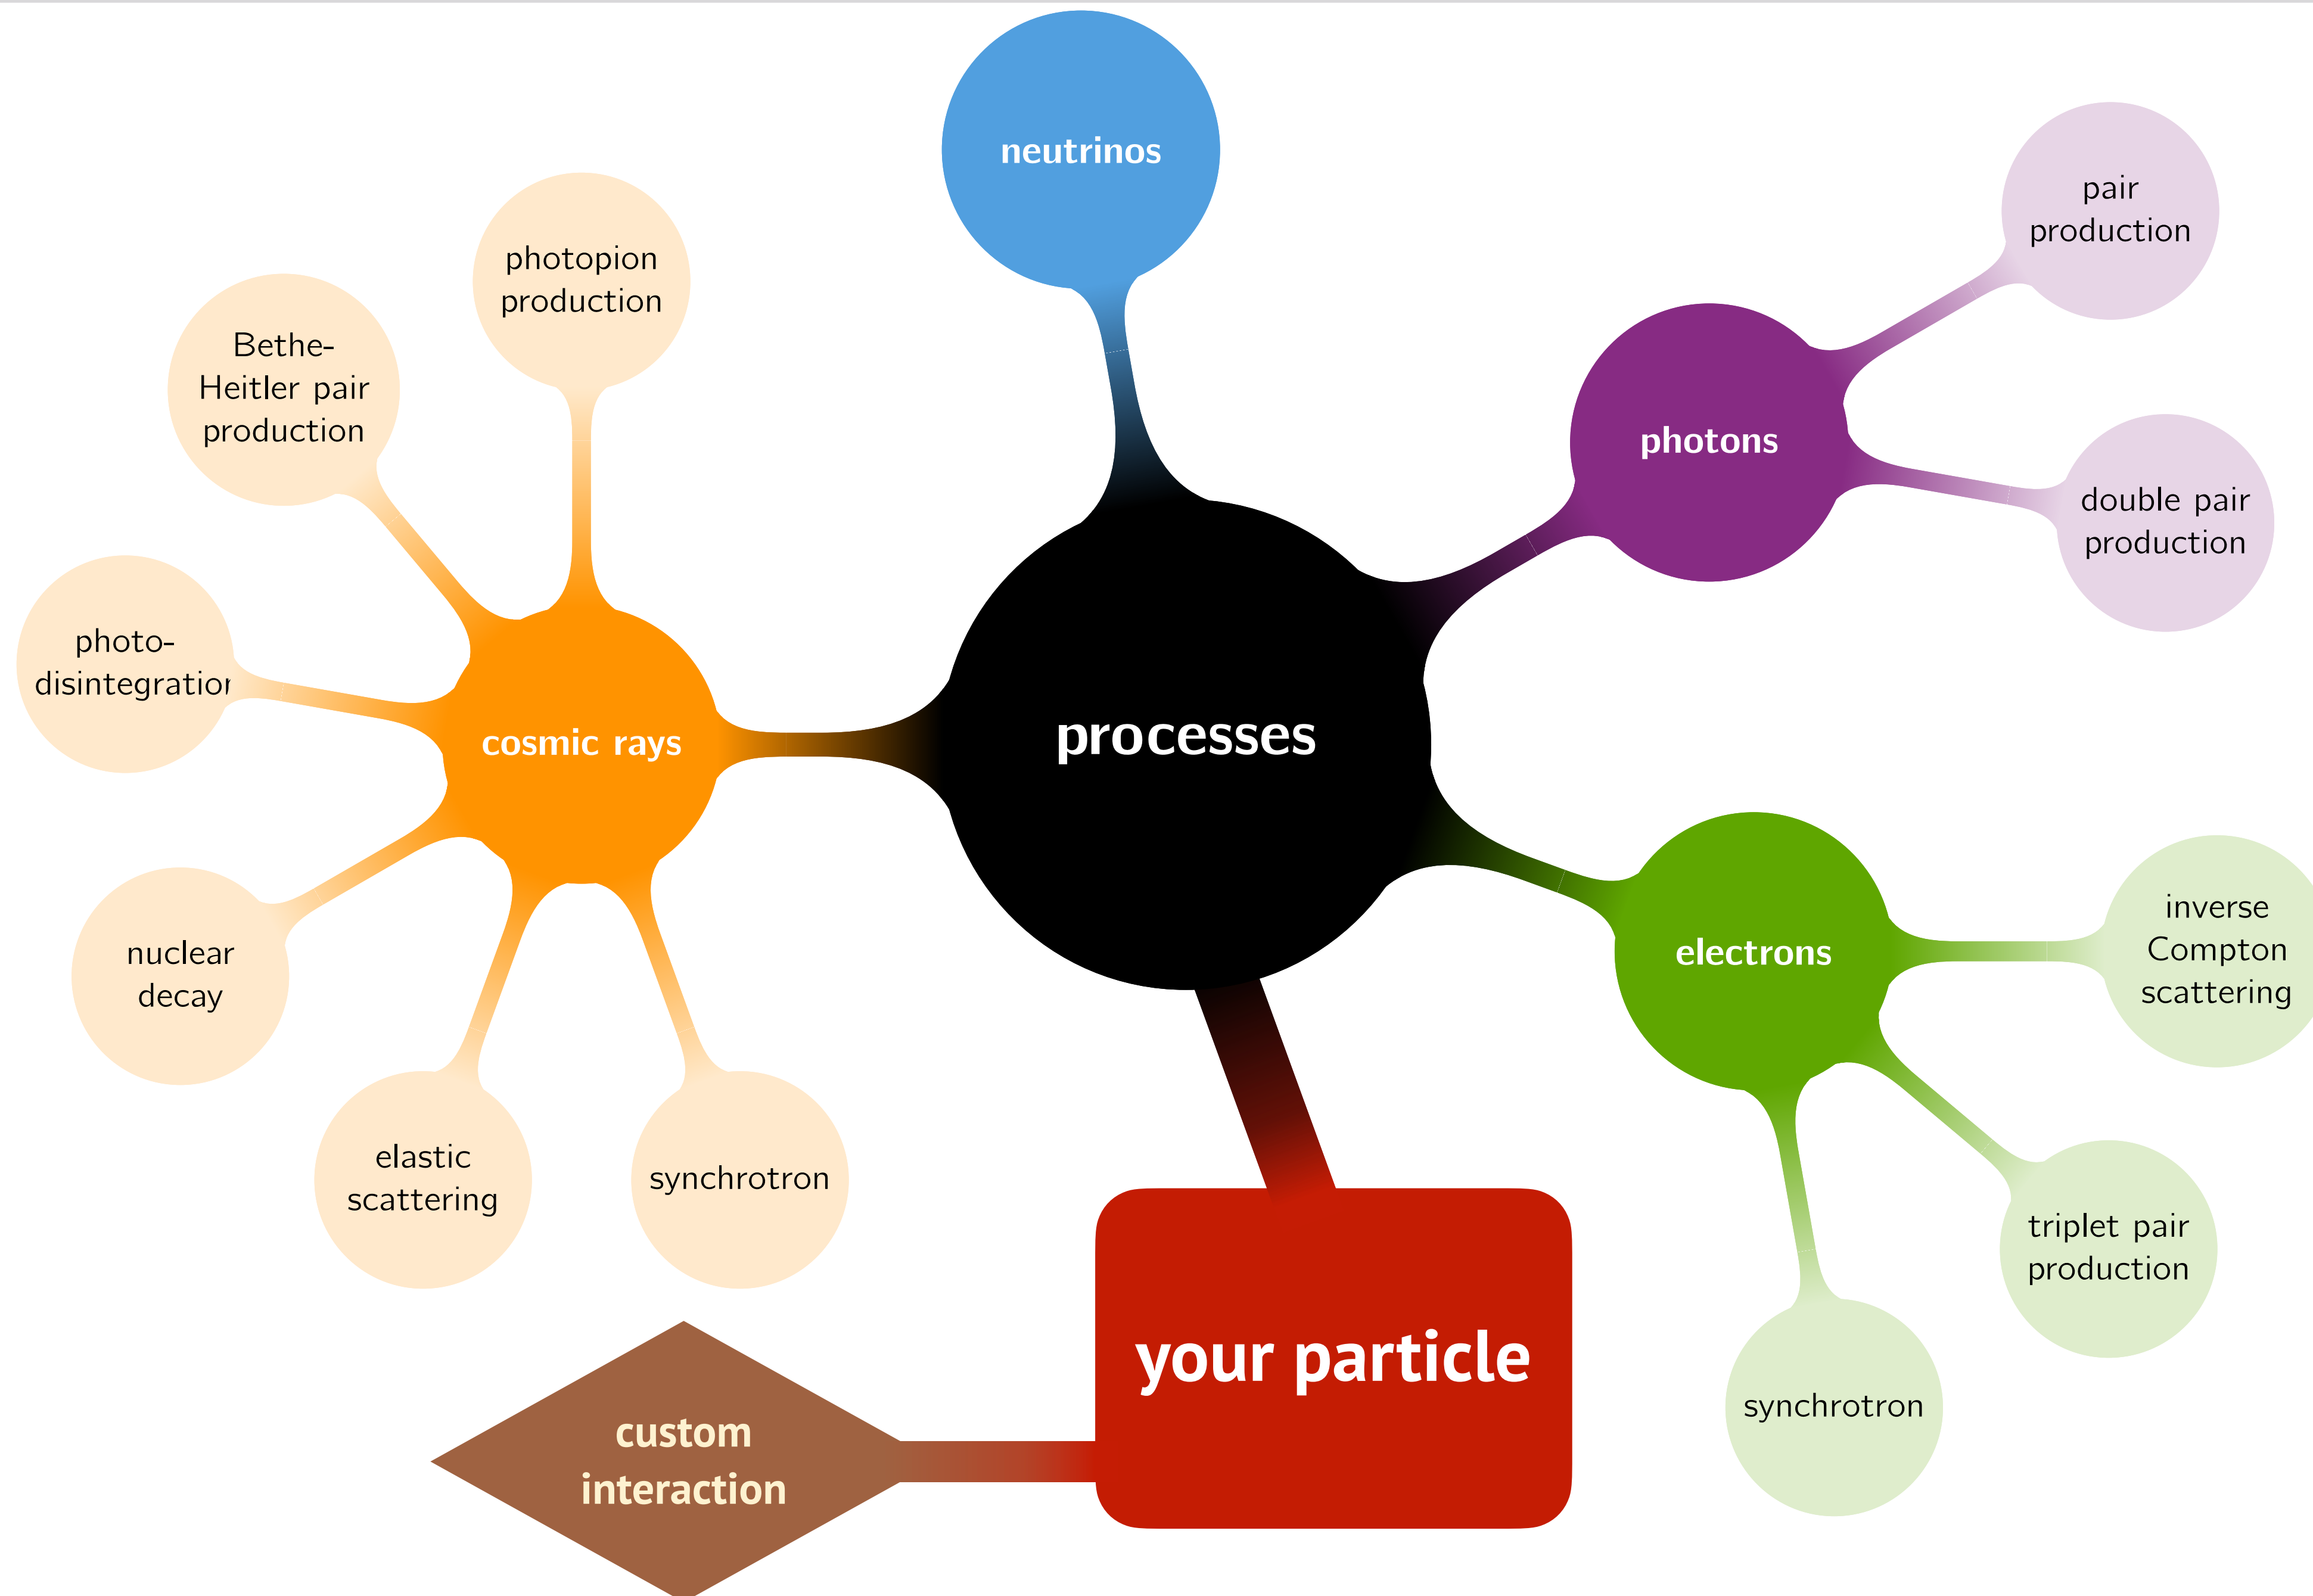 neutrinos
pair
production
photopion
production
Bethe-
Heitler pair
production
photons
double pair
production
photo-
disintegration
cosmic rays
processes
inverse
Compton
scattering
electrons
nuclear
decay
elastic
scattering
synchrotron
triplet pair
production
your particle
synchrotron
custom
interaction